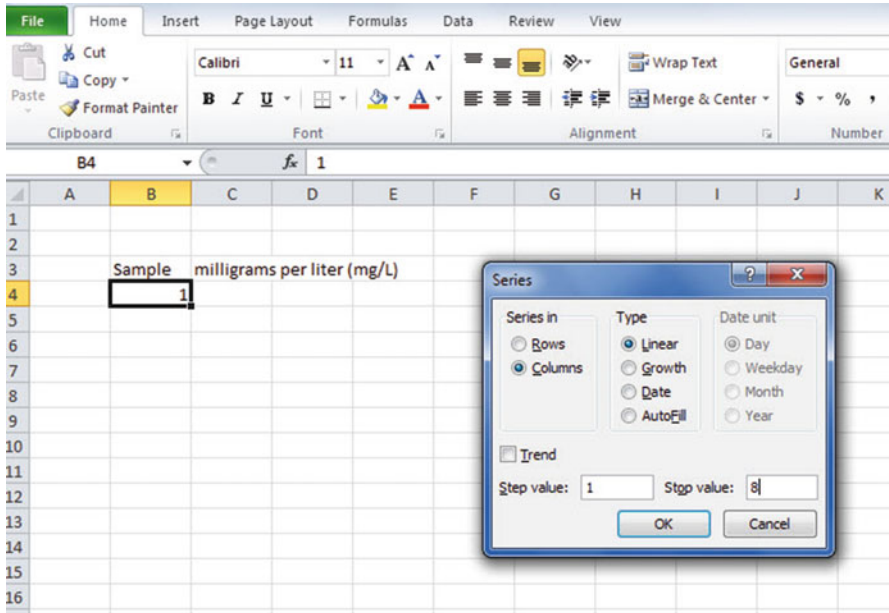 File Home Insert Page Layout Formulas Data Review View
Cut
Copy
Paste
Format Painter
Clipboard
Calibri 11 A A
B I U A
Font
Wrap Text
Merge & Center
Alignment
General
$ % ,
Number
B4 fx 1
A B C D E F G H I J K
1
2
3 Sample milligrams per liter (mg/L)
4 1
5
6
7
8
9
10
11
12
13
14
15
16
Series ? X
Series in Type Date unit
Rows Linear Day
Columns Growth Weekday
Date Month
AutoFill Year
Trend
Step value: 1 Stop value: 8
OK Cancel